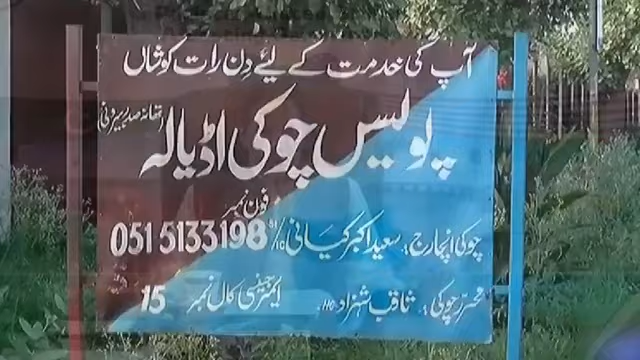 آپ کی خدمت کے لیئے دن رات کوشاں
پولیس چوکی اڈیالہ (تھانہ صدر بیرونی)
فون نمبر
چوکی انچارج: سعید اکبر کیانی 051 5133198
محرر چوکی: ثاقب شہزاد HC ایمرجنسی کال نمبر 15